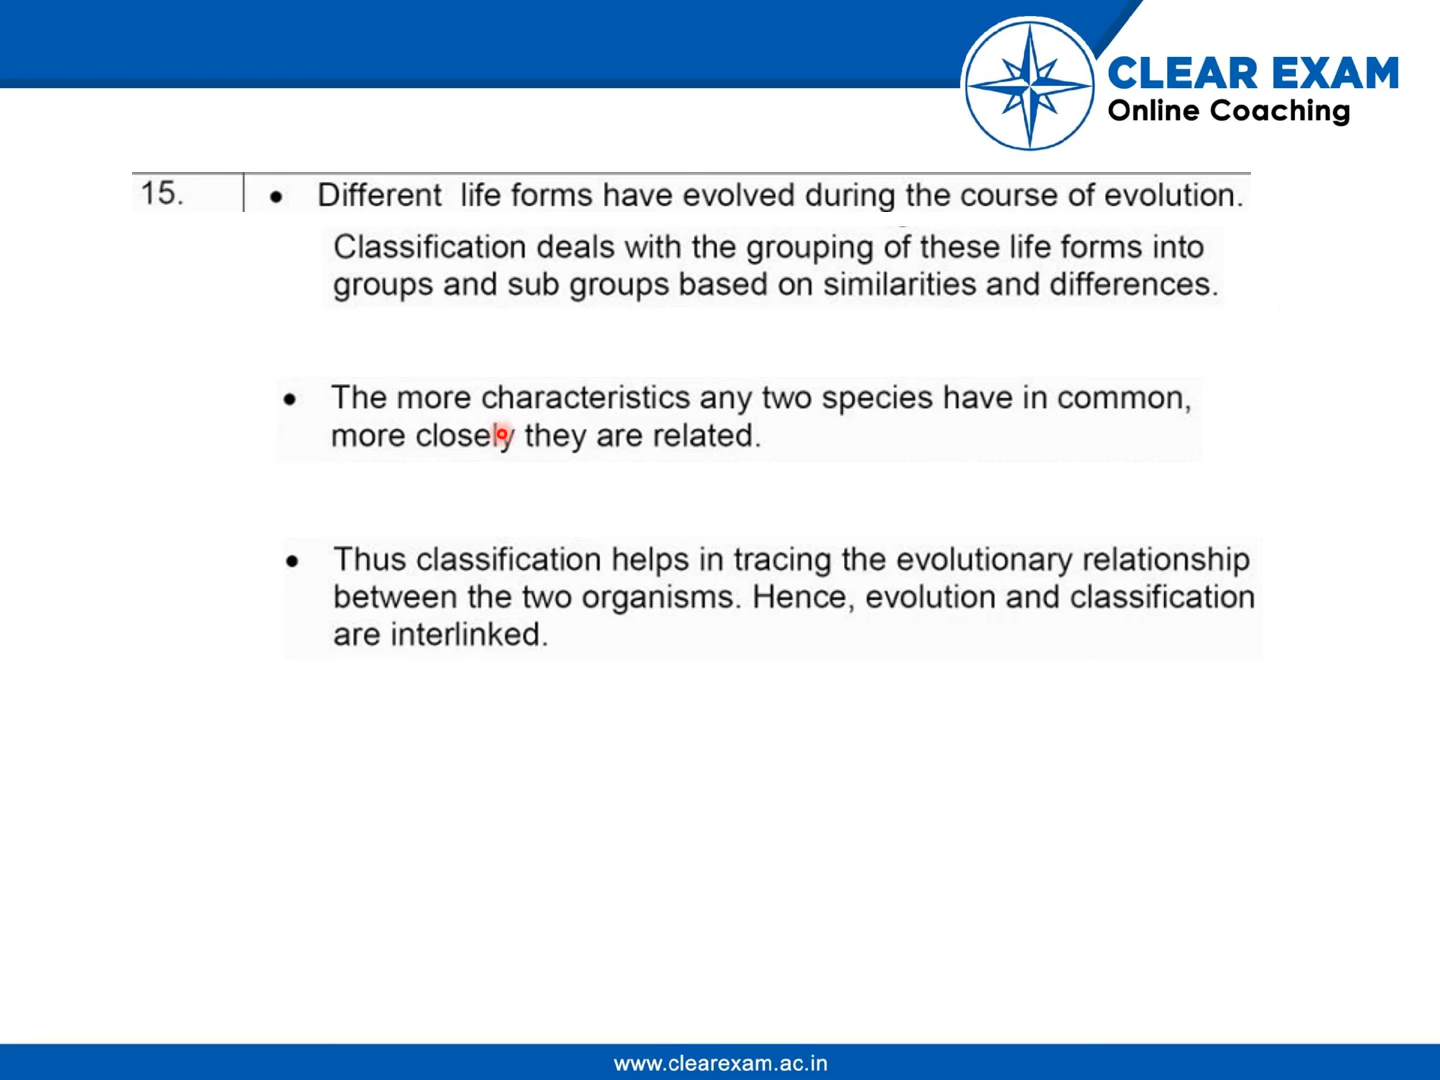 CLEAR EXAM
Online Coaching
15. • Different life forms have evolved during the course of evolution.
Classification deals with the grouping of these life forms into
groups and sub groups based on similarities and differences.
• The more characteristics any two species have in common,
more closely they are related.
• Thus classification helps in tracing the evolutionary relationship
between the two organisms. Hence, evolution and classification
are interlinked.
www.clearexam.ac.in